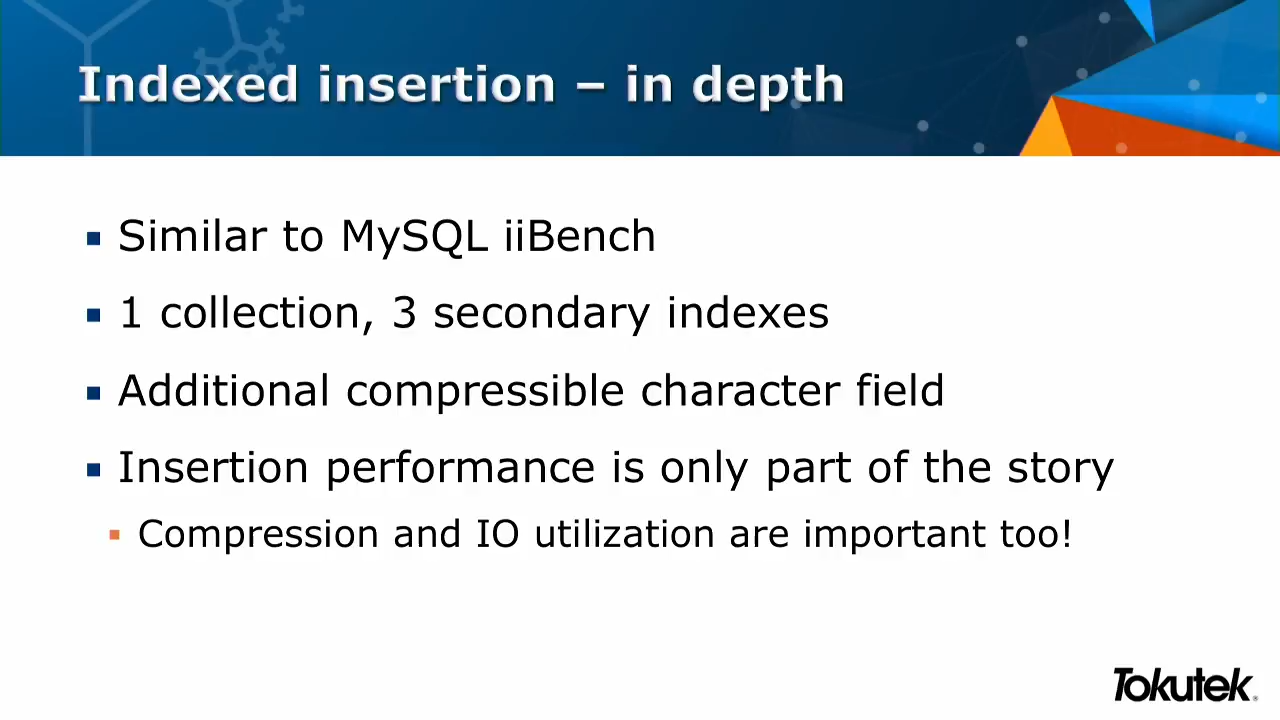 Indexed insertion – in depth
Similar to MySQL iiBench
1 collection, 3 secondary indexes
Additional compressible character field
Insertion performance is only part of the story
Compression and IO utilization are important too!
Tokutek